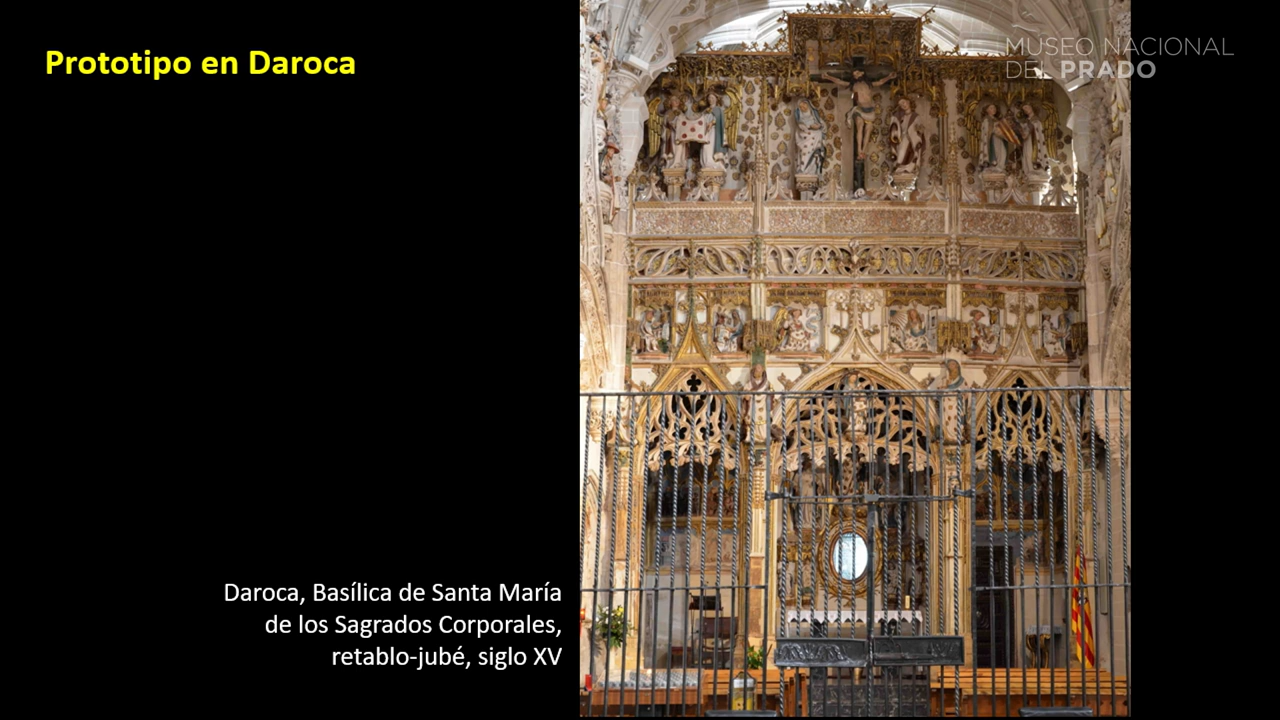 Prototipo en Daroca
MUSEO NACIONAL
DEL PRADO
Daroca, Basílica de Santa María
de los Sagrados Corporales,
retablo-jubé, siglo XV